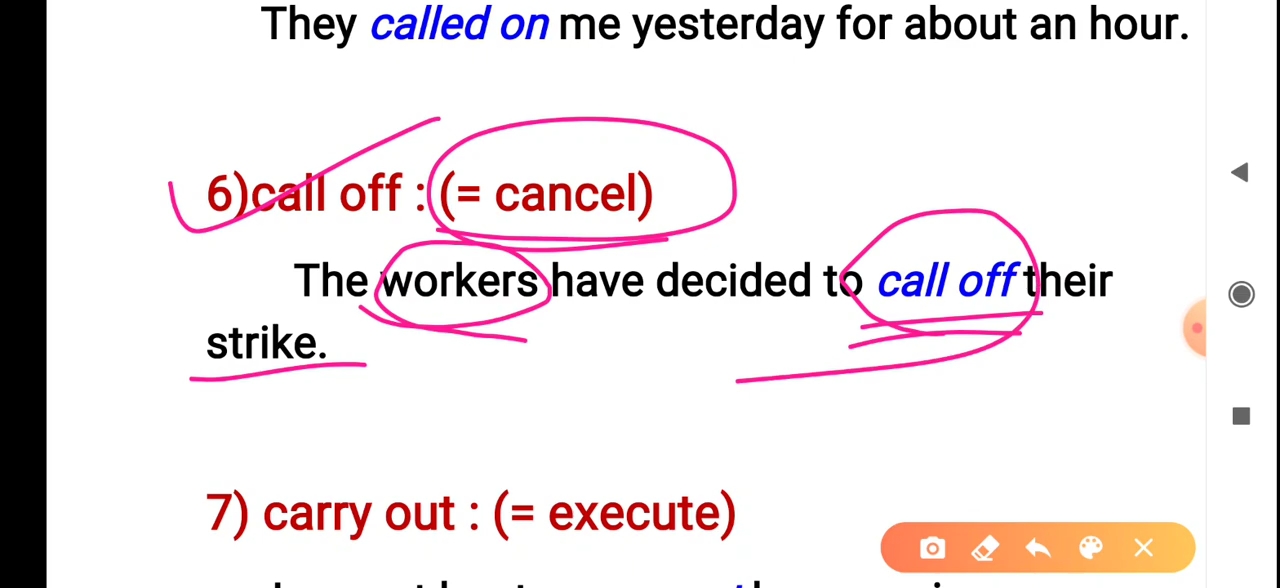 They called on me yesterday for about an hour.
6)call off : (= cancel)
The workers have decided to call off their
strike.
7) carry out : (= execute)